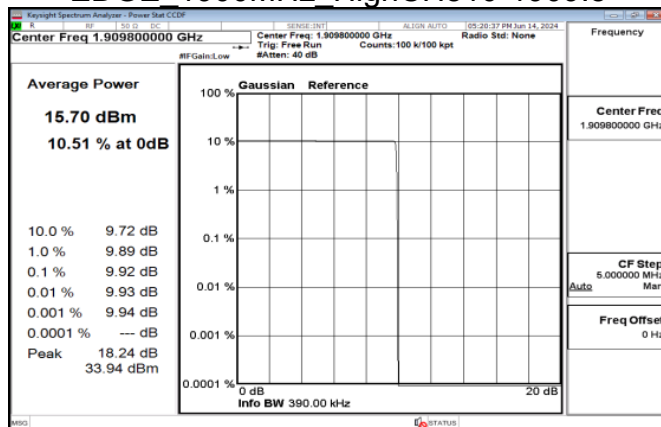 Keysight Spectrum Analyzer - Power Stat CCDF
R RF 50 Ω DC SENSE:INT ALIGN AUTO 05:20:37 PM Jun 14, 2024
Center Freq 1.909800000 GHz
Center Freq: 1.909800000 GHz Radio Std: None
Trig: Free Run Counts:100 k/100 kpt
#IFGain:Low #Atten: 40 dB
Frequency
Average Power
15.70 dBm
10.51 % at 0dB
10.0 % 9.72 dB
1.0 % 9.89 dB
0.1 % 9.92 dB
0.01 % 9.93 dB
0.001 % 9.94 dB
0.0001 % --- dB
Peak 18.24 dB
33.94 dBm
Gaussian Reference
100 %
10 %
1 %
0.1 %
0.01 %
0.001 %
0.0001 %
0 dB 20 dB
Info BW 390.00 kHz
Center Freq
1.909800000 GHz
CF Step
5.000000 MHz
Auto Man
Freq Offset
0 Hz
MSG STATUS